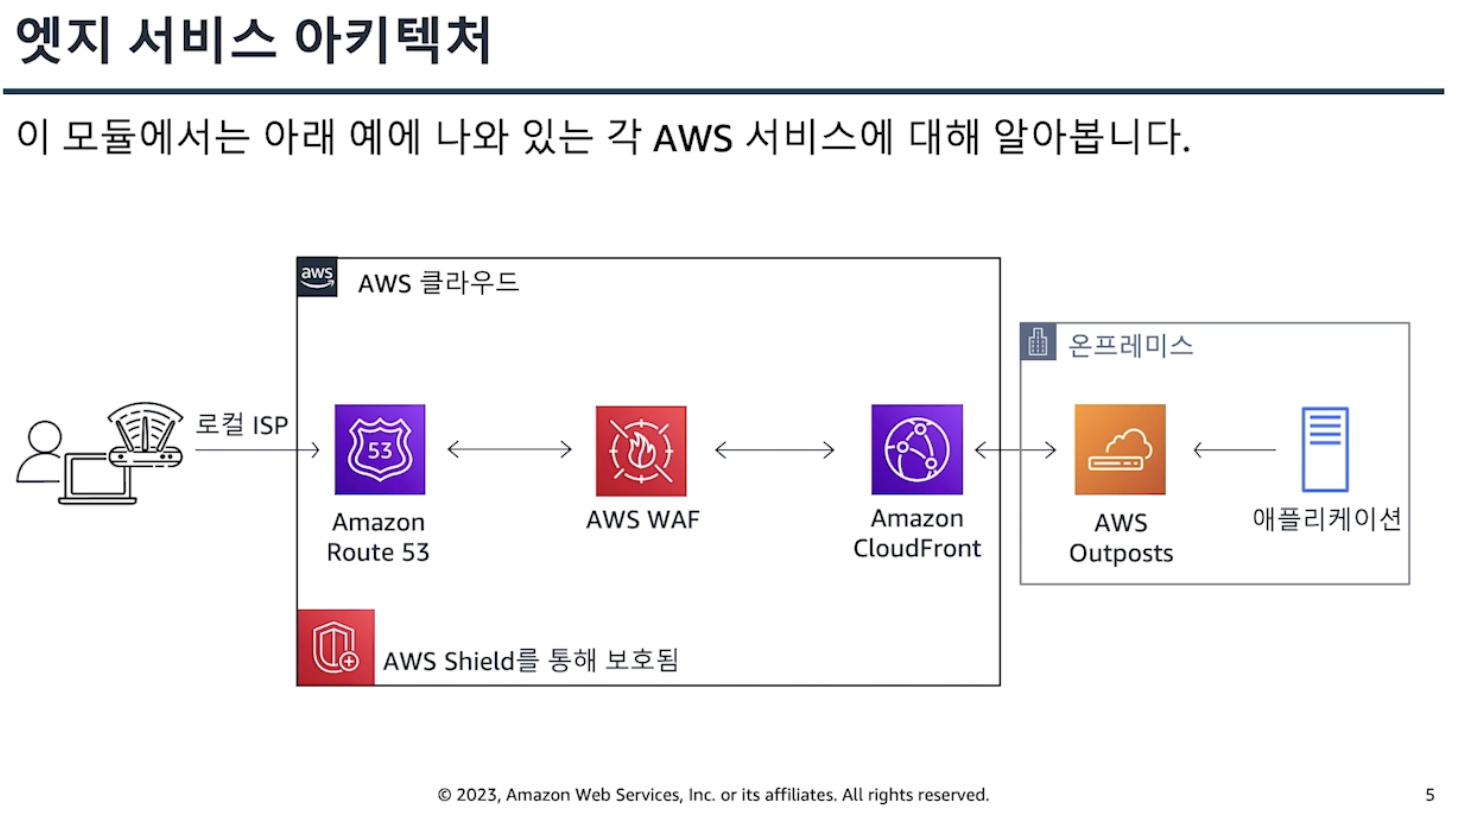 엣지 서비스 아키텍처
이 모듈에서는 아래 예에 나와 있는 각 AWS 서비스에 대해 알아봅니다.
aws
AWS 클라우드
온프레미스
로컬 ISP
53
Amazon
Route 53
AWS WAF
Amazon
CloudFront
AWS
Outposts
애플리케이션
AWS Shield를 통해 보호됨
© 2023, Amazon Web Services, Inc. or its affiliates. All rights reserved.
5